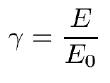 γ = E / E₀